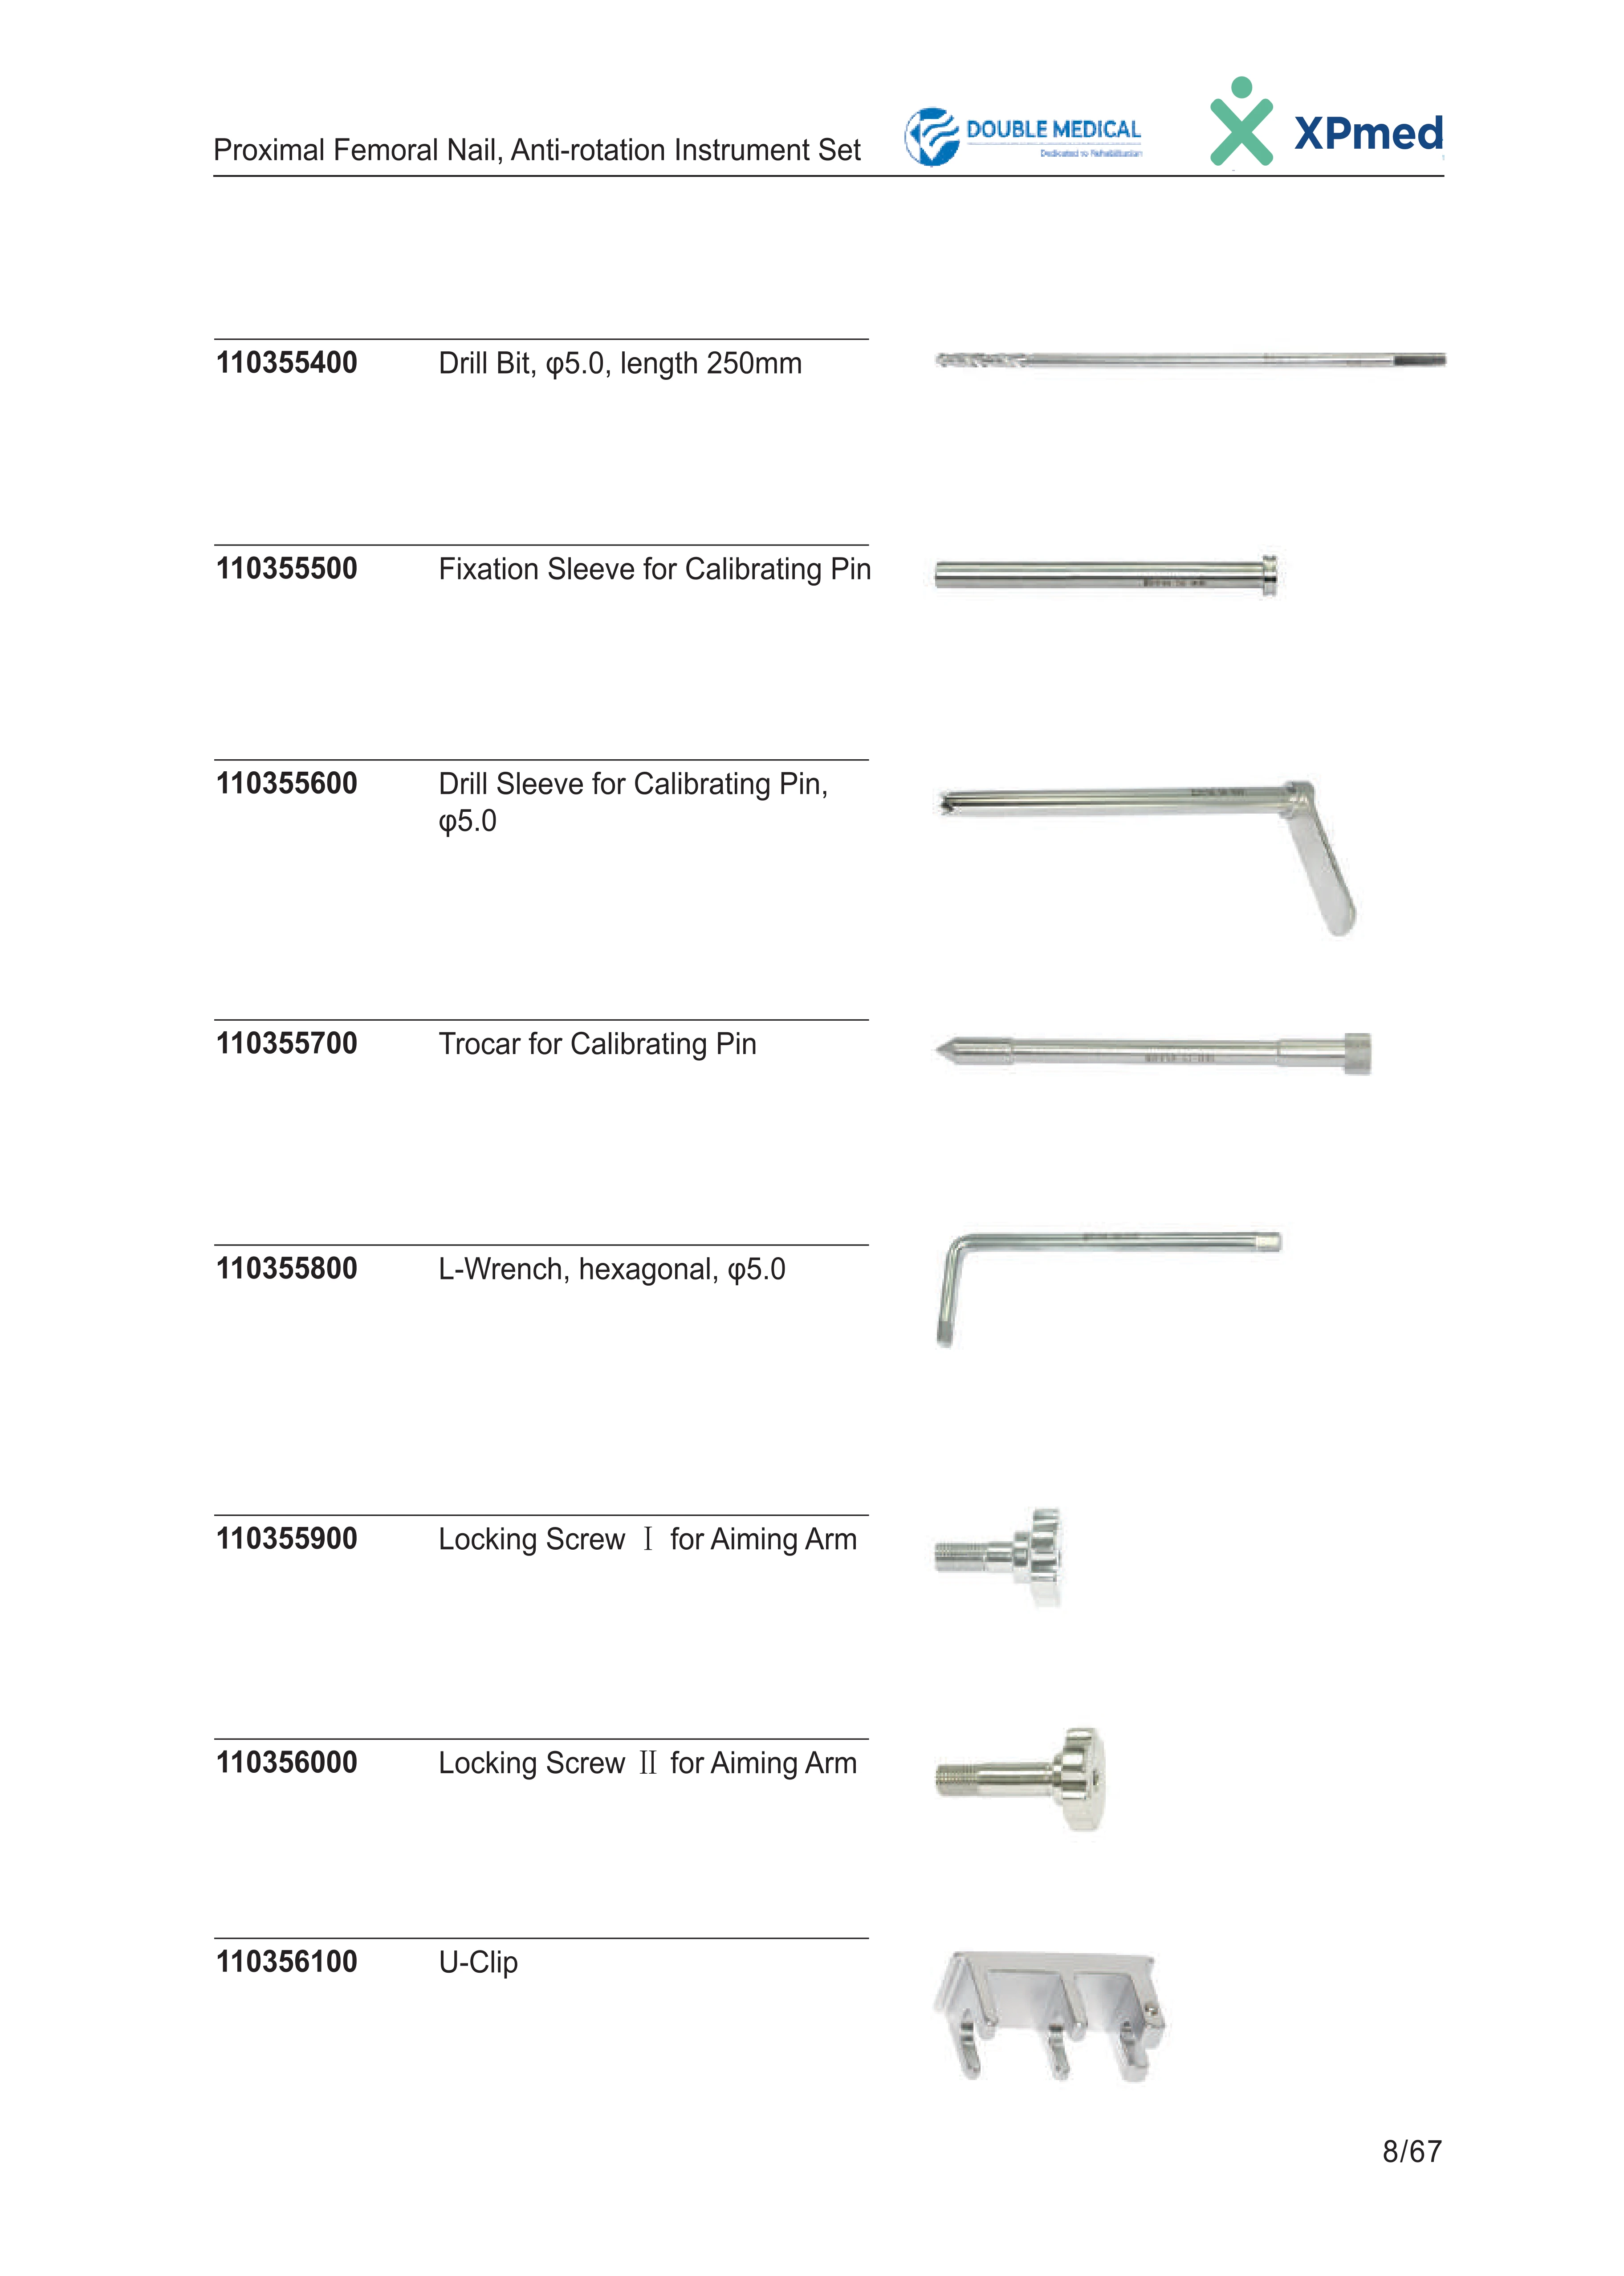 Proximal Femoral Nail, Anti-rotation Instrument Set
DOUBLE MEDICAL
Dedicated to Rehabilitation
XPmed
110355400 Drill Bit, φ5.0, length 250mm
110355500 Fixation Sleeve for Calibrating Pin
110355600 Drill Sleeve for Calibrating Pin,
φ5.0
110355700 Trocar for Calibrating Pin
110355800 L-Wrench, hexagonal, φ5.0
110355900 Locking Screw Ⅰ for Aiming Arm
110356000 Locking Screw Ⅱ for Aiming Arm
110356100 U-Clip
8/67